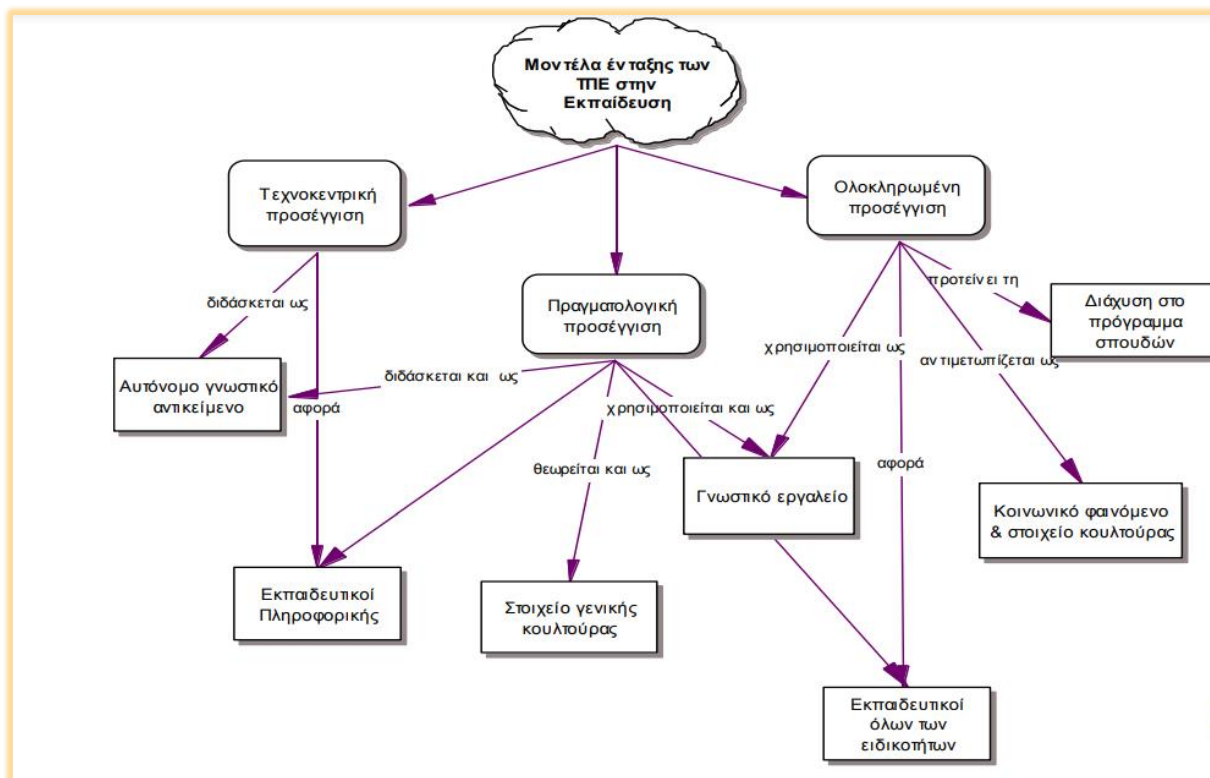 Μοντέλα ένταξης των
ΤΠΕ στην
Εκπαίδευση
Τεχνοκεντρική
προσέγγιση
Ολοκληρωμένη
προσέγγιση
Πραγματολογική
προσέγγιση
διδάσκεται ως
προτείνει τη
Διάχυση στο
πρόγραμμα
σπουδών
χρησιμοποιείται ως
αντιμετωπίζεται ως
Αυτόνομο γνωστικό
αντικείμενο
διδάσκεται και ως
αφορά
χρησιμοποιείται και ως
θεωρείται και ως
αφορά
Γνωστικό εργαλείο
Κοινωνικό φαινόμενο
& στοιχείο κουλτούρας
Εκπαιδευτικοί
Πληροφορικής
Στοιχείο γενικής
κουλτούρας
Εκπαιδευτικοί
όλων των
ειδικοτήτων